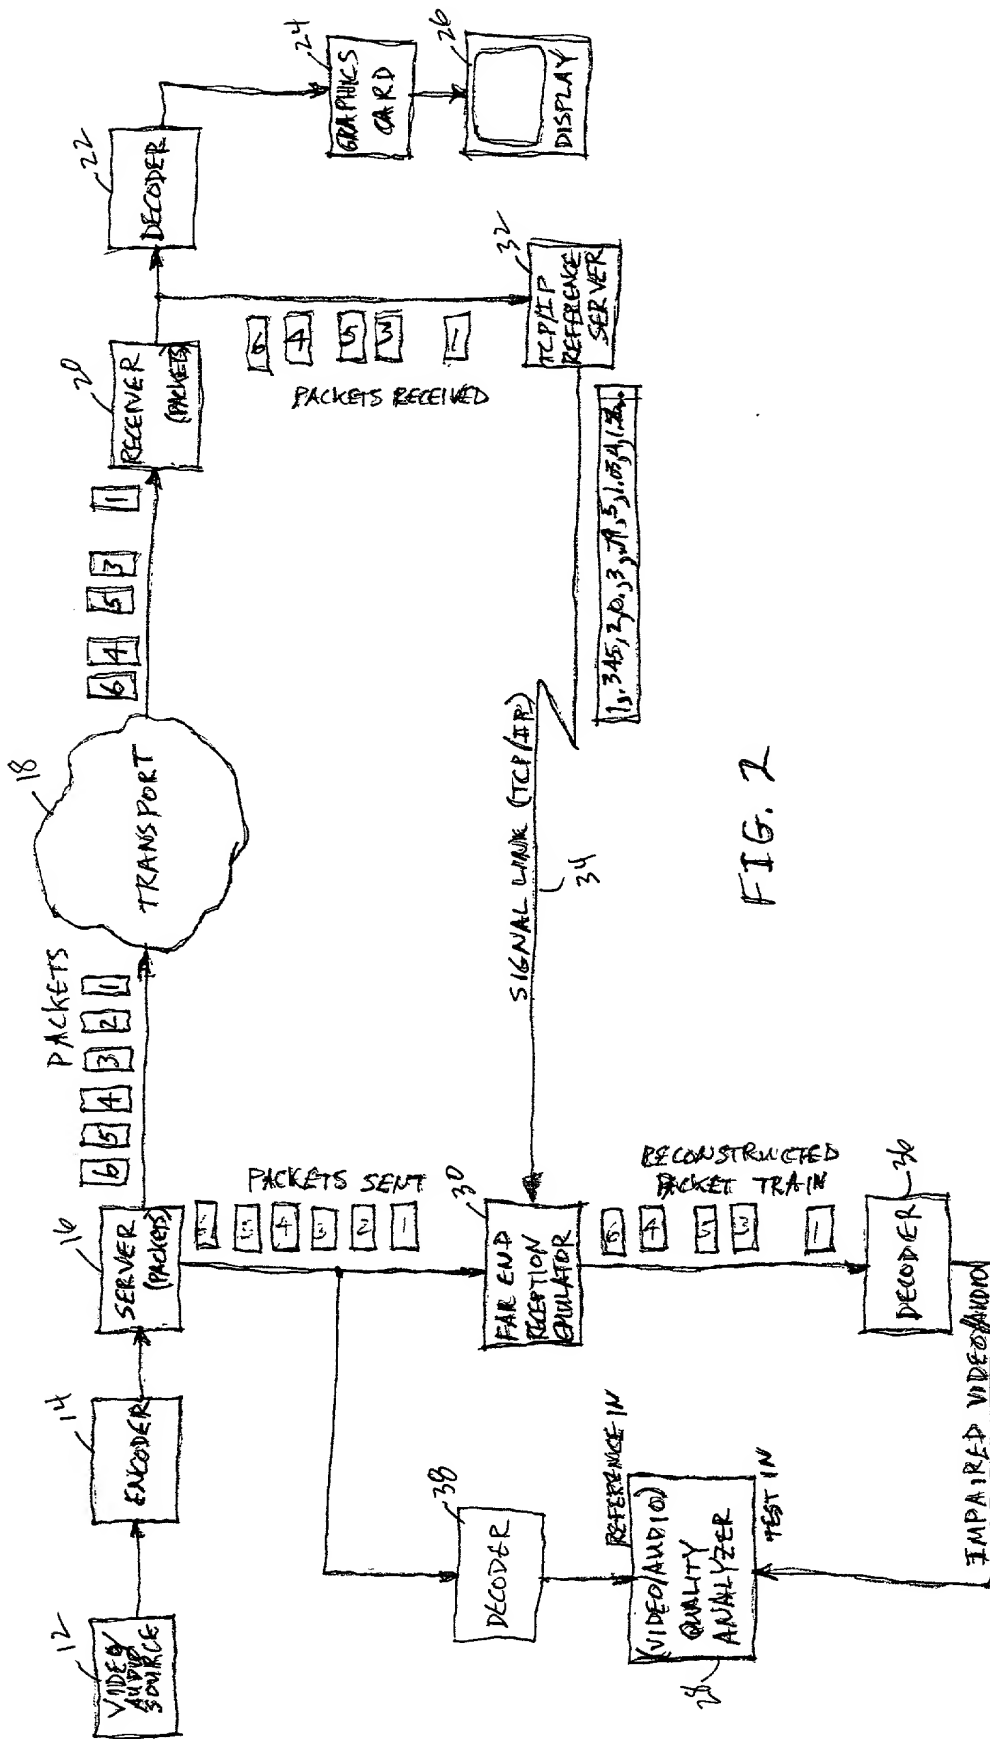 12
VIDEO/
AUDIO
SOURCE
14
ENCODER
16
SERVER
(PACKETS)
PACKETS
6 5 4 3 2 1
18
TRANSPORT
6 4 5 3 1
20
RECEIVER
(PACKETS)
22
DECODER
24
GRAPHICS
CARD
26
DISPLAY
PACKETS SENT
4 3 2 1
6 4 5 3 1
PACKETS RECEIVED
32
TCP/IP
REFERENCE
SERVER
SIGNAL LINK (TCP/IP)
34
30
FAR END
RECEPTION
EMULATOR
RECONSTRUCTED
PACKET TRAIN
4 5 3 1
36
DECODER
38
DECODER
REFERENCE IN
(VIDEO/AUDIO)
QUALITY
ANALYZER
28
TEST IN
IMPAIRED VIDEO/AUDIO
FIG. 2